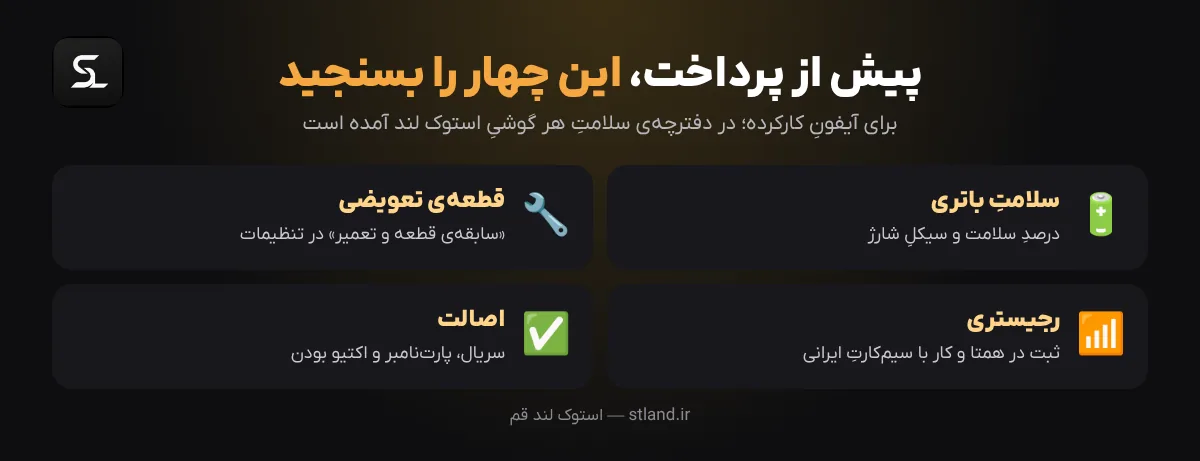 SL
پیش از پرداخت، این چهار را بسنجید
برای آیفونِ کارکرده؛ در دفترچه‌ی سلامتِ هر گوشیِ استوک لند آمده است
سلامتِ باتری
درصدِ سلامت و سیکلِ شارژ
قطعه‌ی تعویضی
«سابقه‌ی قطعه و تعمیر» در تنظیمات
رجیستری
ثبت در همتا و کار با سیم‌کارتِ ایرانی
اصالت
سریال، پارت‌نامبر و اکتیو بودن
stland.ir — استوک لند قم